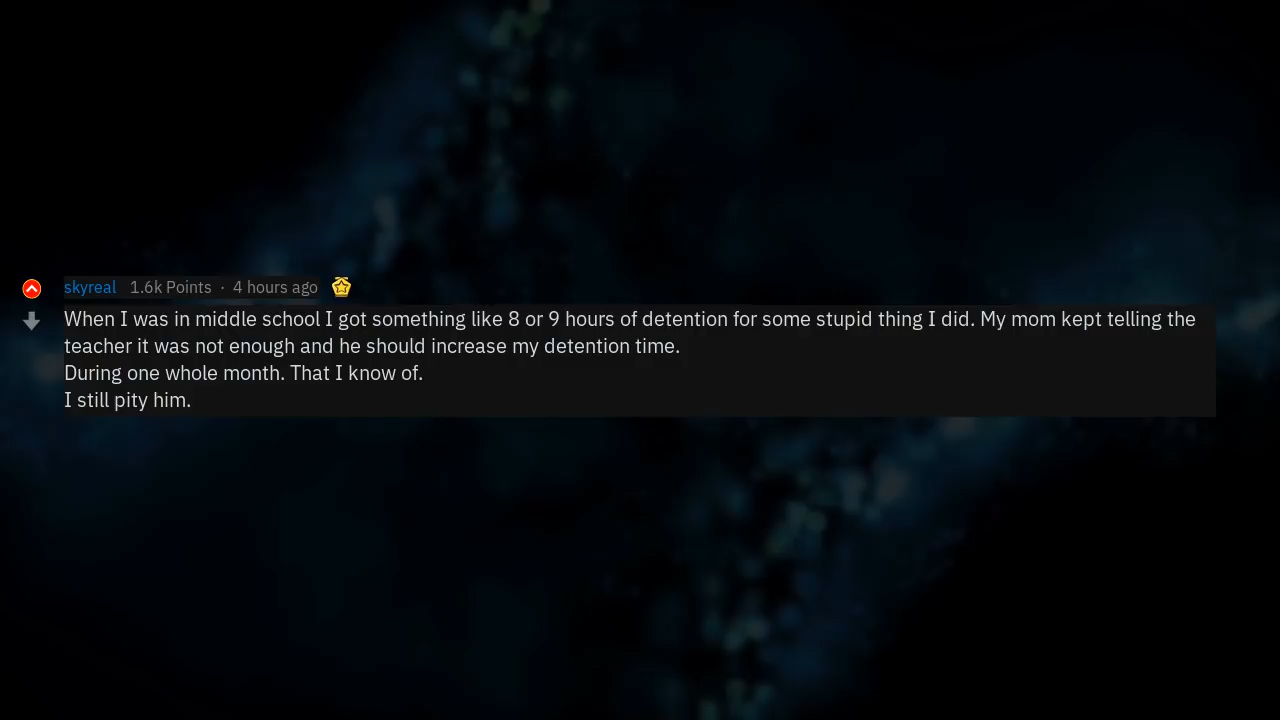 skyreal 1.6k Points · 4 hours ago
When I was in middle school I got something like 8 or 9 hours of detention for some stupid thing I did. My mom kept telling the
teacher it was not enough and he should increase my detention time.
During one whole month. That I know of.
I still pity him.